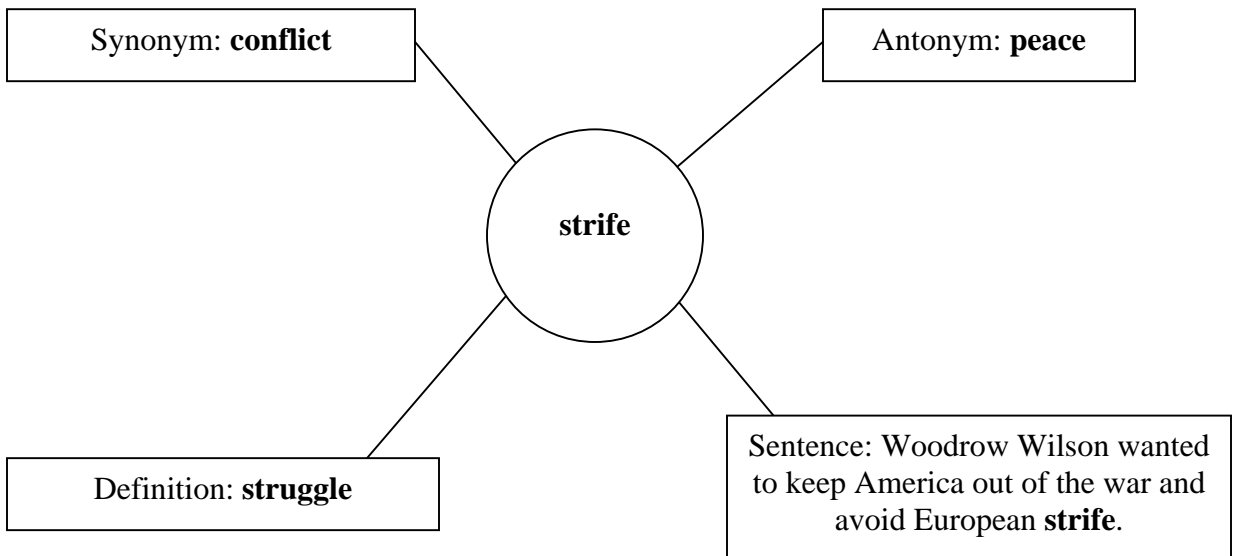 Synonym: conflict
Antonym: peace
strife
Definition: struggle
Sentence: Woodrow Wilson wanted
to keep America out of the war and
avoid European strife.